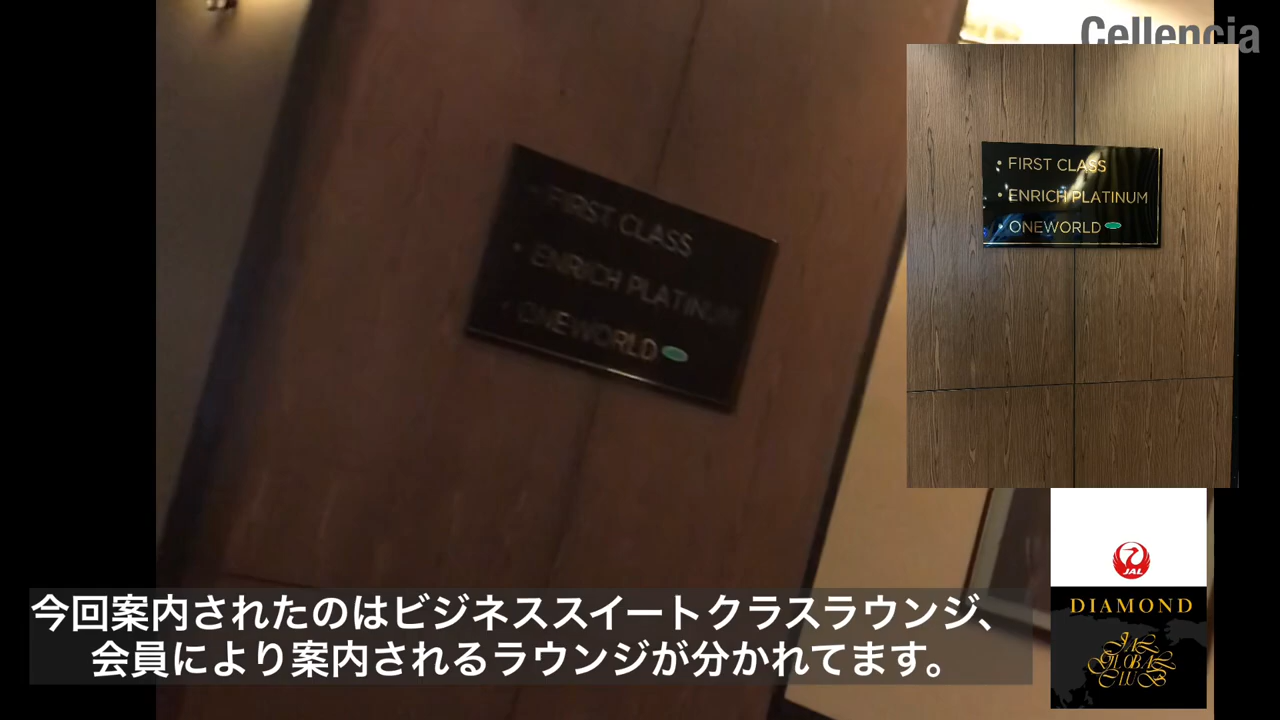 Cellencia
• FIRST CLASS
• ENRICH PLATINUM
• ONEWORLD
• FIRST CLASS
• ENRICH PLATINUM
• ONEWORLD
JAL
DIAMOND
JAL
GLOBAL
CLUB
今回案内されたのはビジネススイートクラスラウンジ、
会員により案内されるラウンジが分かれてます。